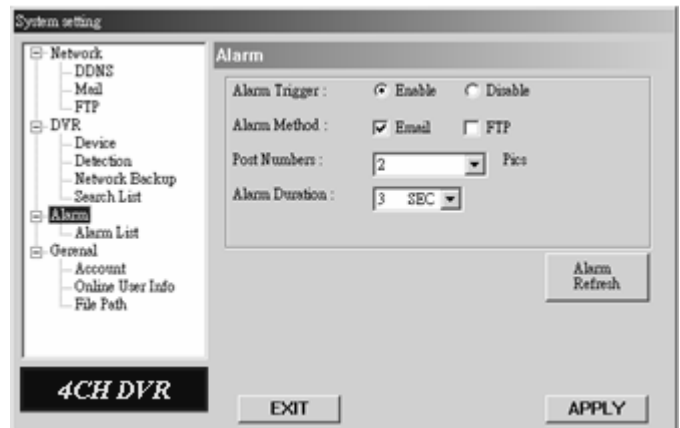 System setting
Network
DDNS
Mail
FTP
DVR
Device
Detection
Network Backup
Search List
Alarm
Alarm List
Gerenal
Account
Online User Info
File Path
4CH DVR
Alarm
Alarm Trigger : Enable Disable
Alarm Method : Email FTP
Post Numbers : 2 Pics
Alarm Duration : 3 SEC
Alarm
Refresh
EXIT APPLY